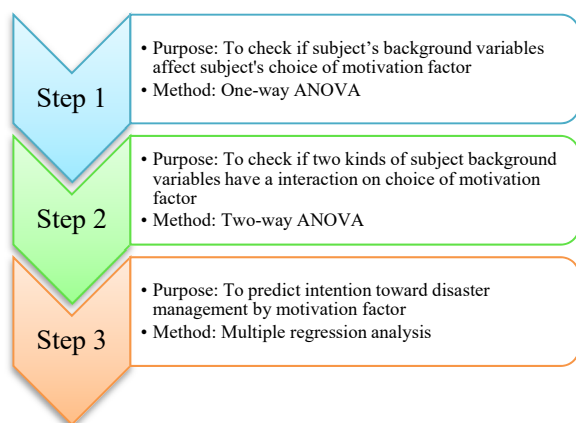 Step 1
• Purpose: To check if subject’s background variables
affect subject's choice of motivation factor
• Method: One-way ANOVA
Step 2
• Purpose: To check if two kinds of subject background
variables have a interaction on choice of motivation
factor
• Method: Two-way ANOVA
Step 3
• Purpose: To predict intention toward disaster
management by motivation factor
• Method: Multiple regression analysis